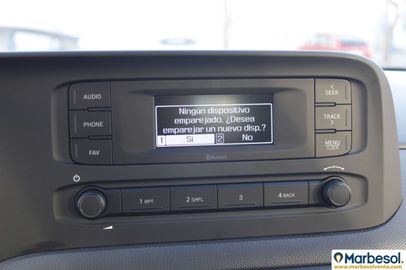 AUDIO
PHONE
FAV
Ningún dispositivo
emparejado. ¿Desea
emparejar un nuevo disp.?
1 Sí 2 No
Bluetooth
SEEK
TRACK
MENU
CLOCK
1 RPT
2 SHFL
3
4 BACK
Marbesol.
www.marbesolventa.com